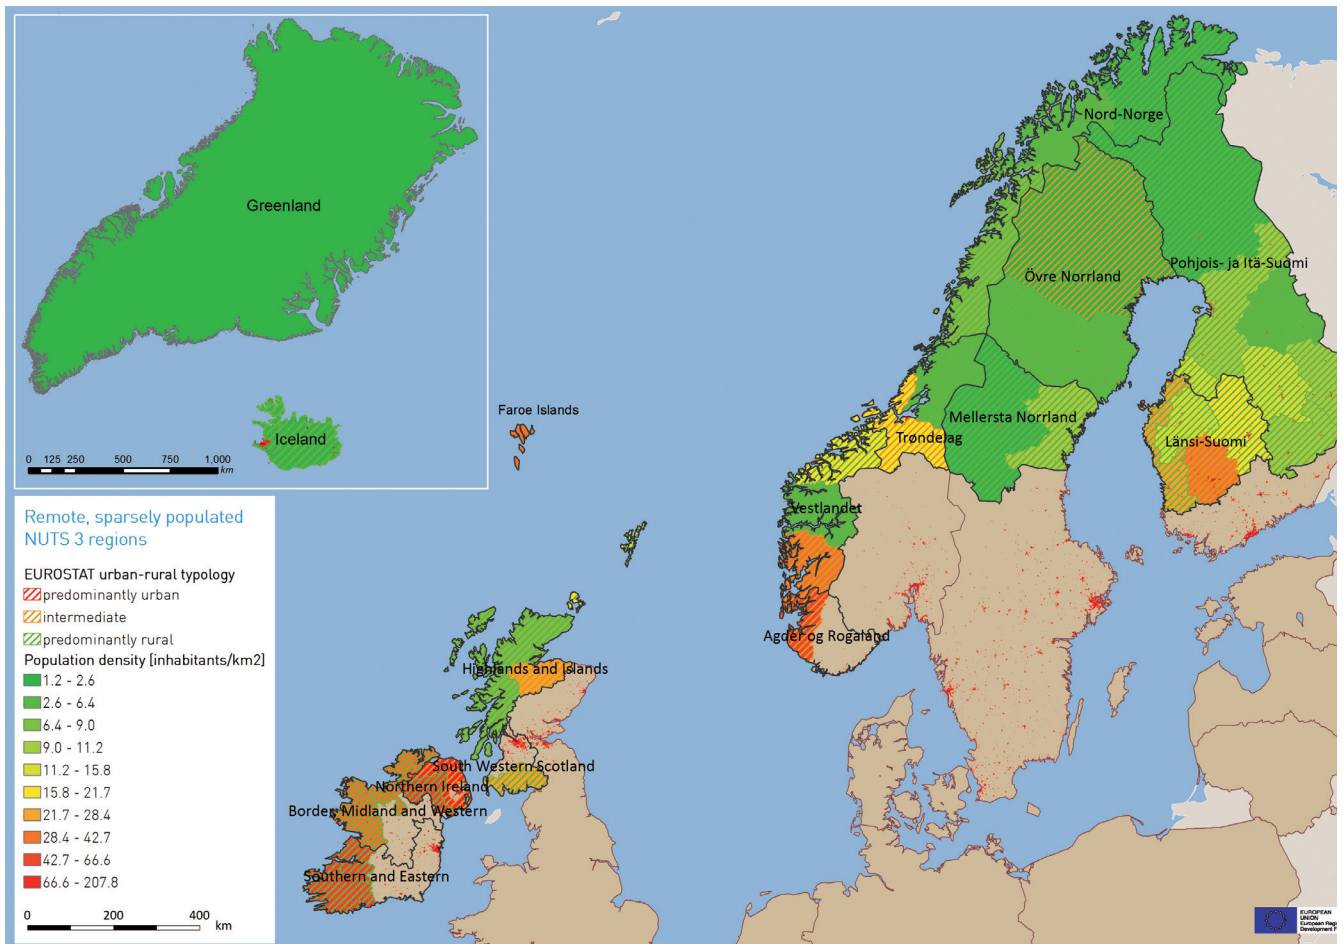 Greenland
Iceland
0 125 250 500 750 1,000
km
Faroe Islands
Nord-Norge
Övre Norrland
Pohjois- ja Itä-Suomi
Mellersta Norrland
Trøndelag
Länsi-Suomi
Vestlandet
Agder og Rogaland
Highlands and Islands
South Western Scotland
Northern Ireland
Border, Midland and Western
Southern and Eastern
Remote, sparsely populated
NUTS 3 regions
EUROSTAT urban-rural typology
predominantly urban
intermediate
predominantly rural
Population density [inhabitants/km2]
1.2 - 2.6
2.6 - 6.4
6.4 - 9.0
9.0 - 11.2
11.2 - 15.8
15.8 - 21.7
21.7 - 28.4
28.4 - 42.7
42.7 - 66.6
66.6 - 207.8
0 200 400
km
EUROPEAN
UNION
European Regi
Development F